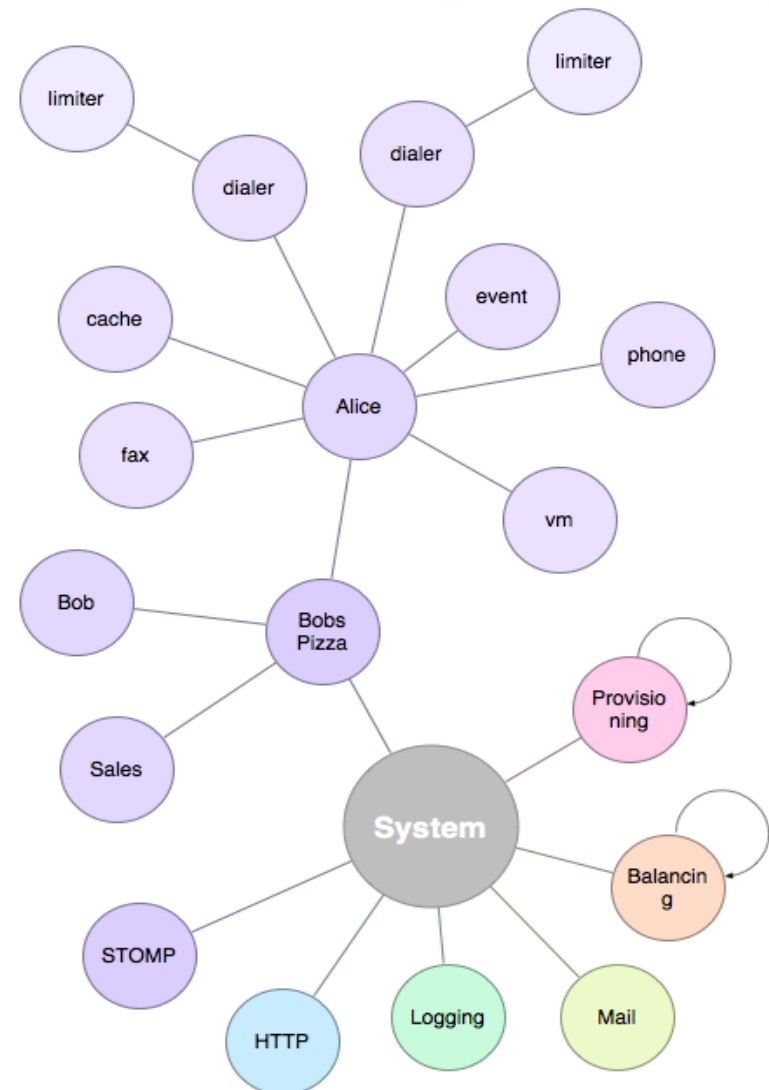 limiter
limiter
dialer
dialer
event
cache
phone
Alice
fax
vm
Bob
Bobs
Pizza
Provisio
ning
Sales
System
Balancin
g
STOMP
Logging
Mail
HTTP